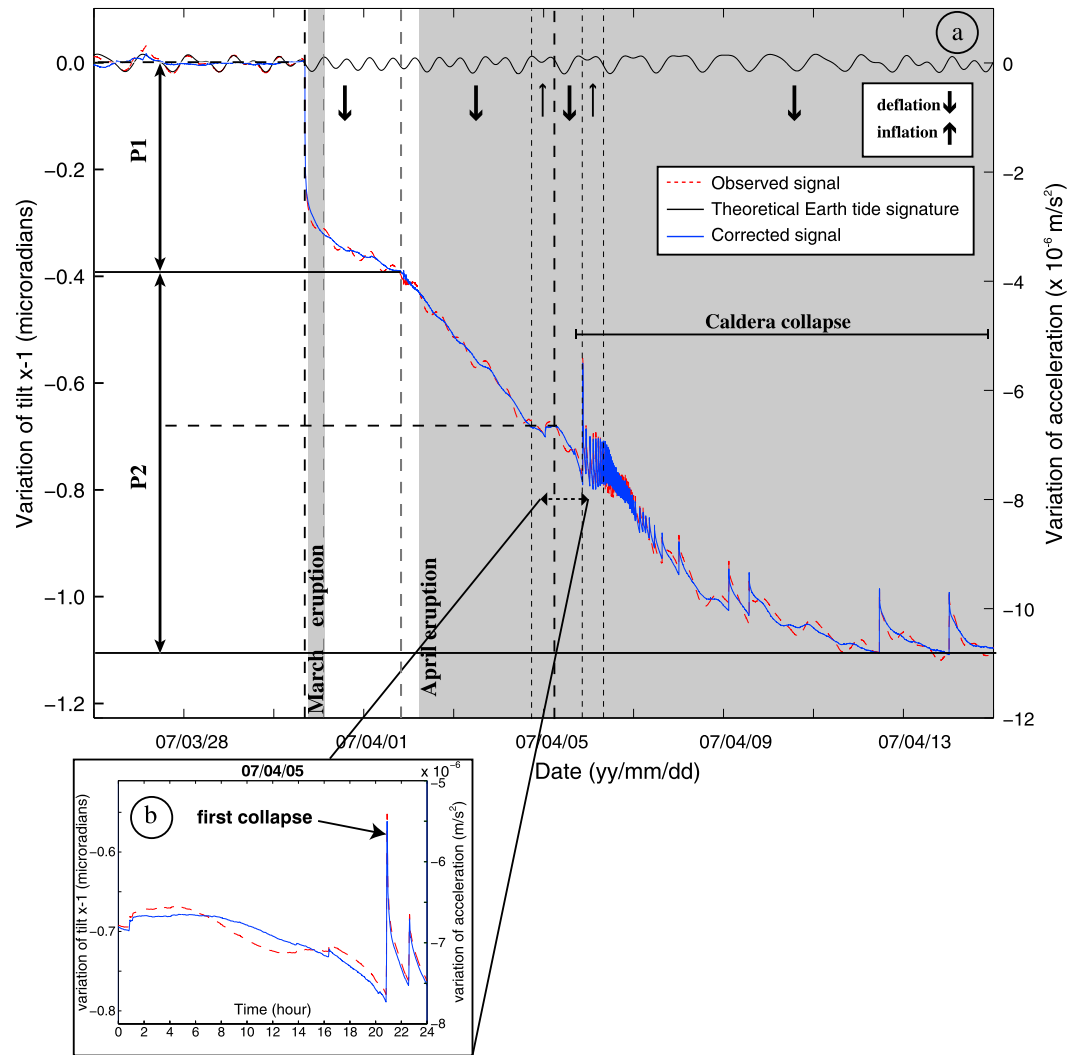 a
0.0
−0.2
−0.4
−0.6
−0.8
−1.0
−1.2
Variation of tilt x-1 (microradians)
0
−2
−4
−6
−8
−10
−12
Variation of acceleration (x 10⁻⁶ m/s²)
P1
P2
deflation
inflation
Observed signal
Theoretical Earth tide signature
Corrected signal
Caldera collapse
March eruption
April eruption
07/03/28 07/04/01 07/04/05 07/04/09 07/04/13
Date (yy/mm/dd)
07/04/05
x 10⁻⁶
b
first collapse
−0.6
−0.7
−0.8
variation of tilt x-1 (microradians)
−5
−6
−7
−8
variation of acceleration (m/s²)
Time (hour)
0 2 4 6 8 10 12 14 16 18 20 21 22 24